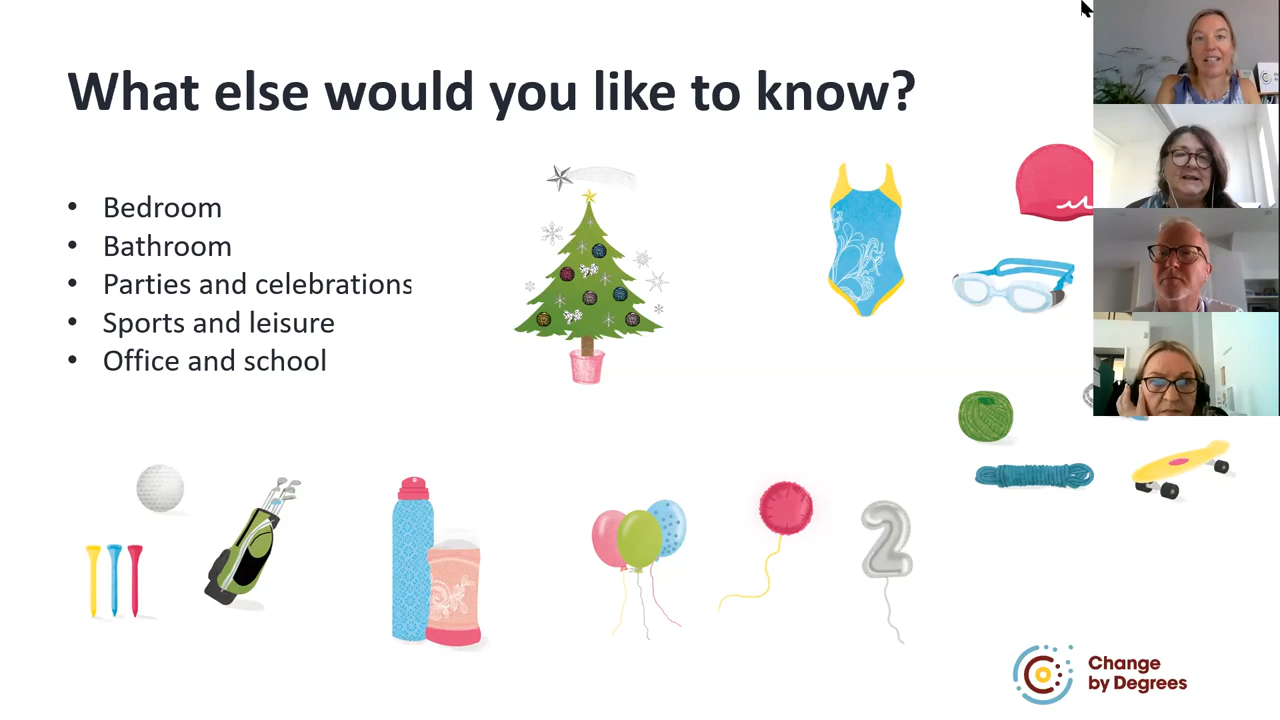 What else would you like to know?
• Bedroom
• Bathroom
• Parties and celebrations
• Sports and leisure
• Office and school
2
Change
by Degrees